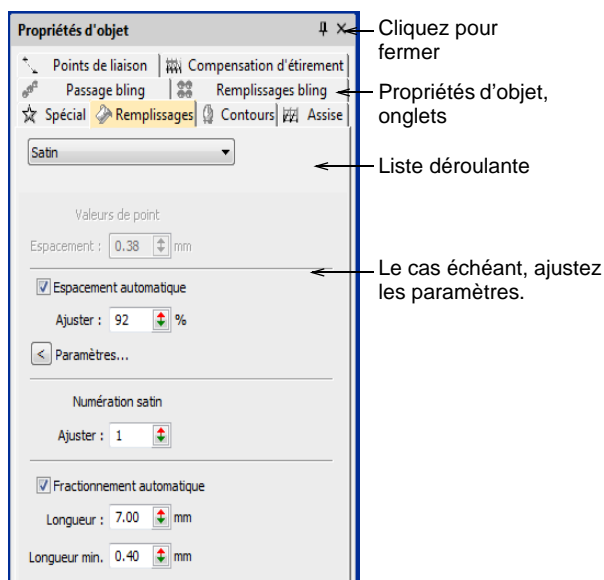 Propriétés d'objet
Cliquez pour
fermer
Points de liaison
Compensation d'étirement
Passage bling
Remplissages bling
Propriétés d'objet,
onglets
Spécial
Remplissages
Contours
Assise
Satin
Liste déroulante
Valeurs de point
Espacement : 0.38 mm
Le cas échéant, ajustez
les paramètres.
Espacement automatique
Ajuster : 92 %
< Paramètres...
Numération satin
Ajuster : 1
Fractionnement automatique
Longueur : 7.00 mm
Longueur min. 0.40 mm